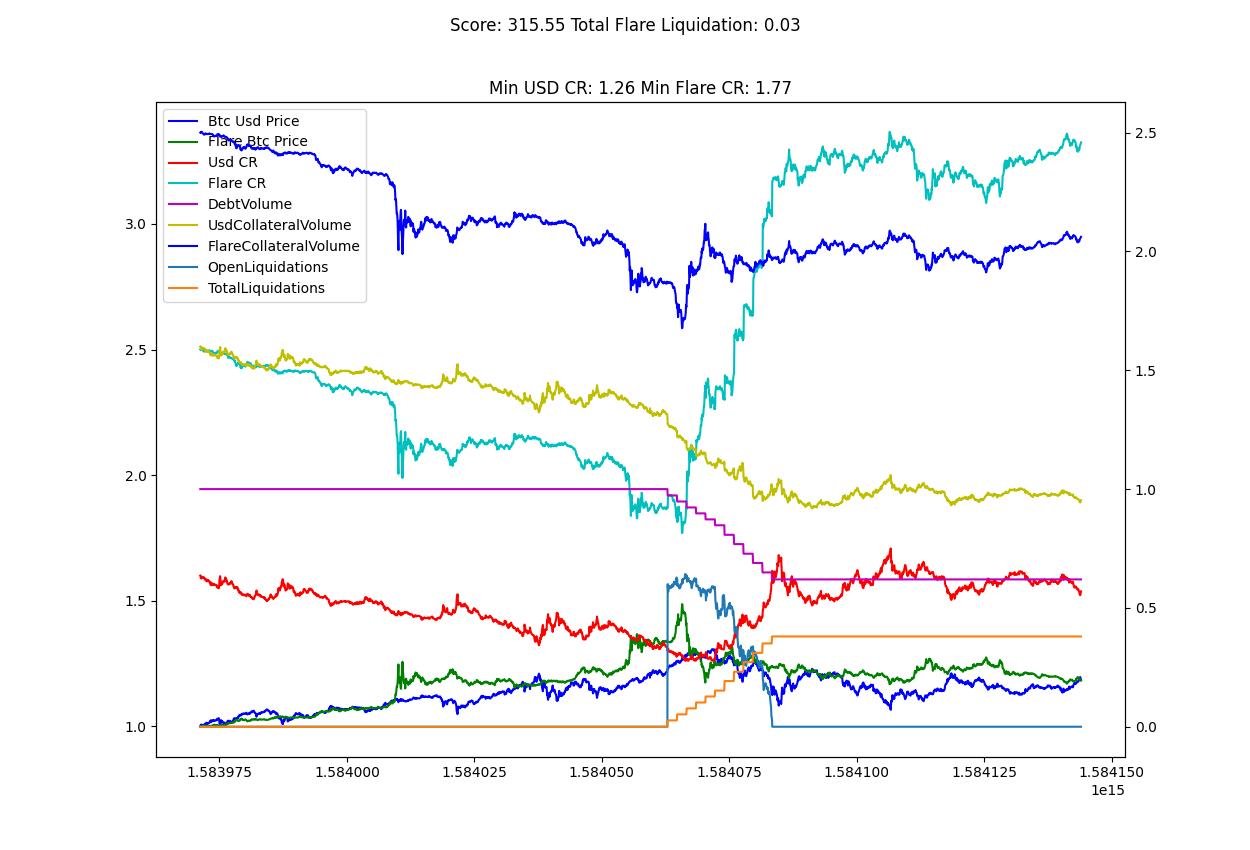 Score: 315.55 Total Flare Liquidation: 0.03
Min USD CR: 1.26 Min Flare CR: 1.77
Btc Usd Price
Flare Btc Price
Usd CR
Flare CR
DebtVolume
UsdCollateralVolume
FlareCollateralVolume
OpenLiquidations
TotalLiquidations
3.0
2.5
2.0
1.5
1.0
2.5
2.0
1.5
1.0
0.5
0.0
1.583975 1.584000 1.584025 1.584050 1.584075 1.584100 1.584125 1.584150
1e15